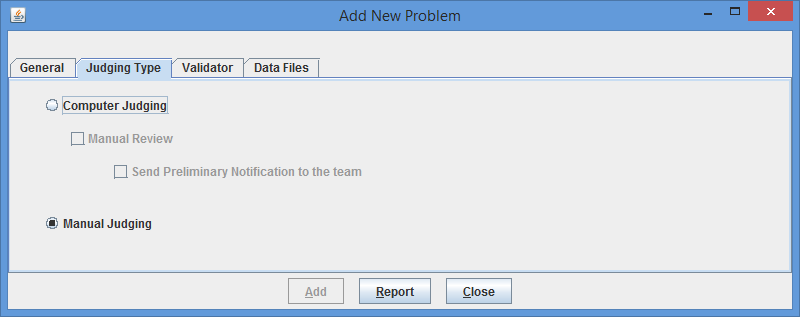 Add New Problem
General Judging Type Validator Data Files
Computer Judging
Manual Review
Send Preliminary Notification to the team
Manual Judging
Add Report Close